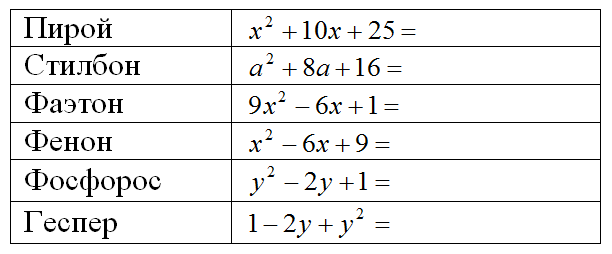 Пирой x² + 10x + 25 =
Стилбон a² + 8a + 16 =
Фаэтон 9x² − 6x + 1 =
Фенон x² − 6x + 9 =
Фосфорос y² − 2y + 1 =
Геспер 1 − 2y + y² =